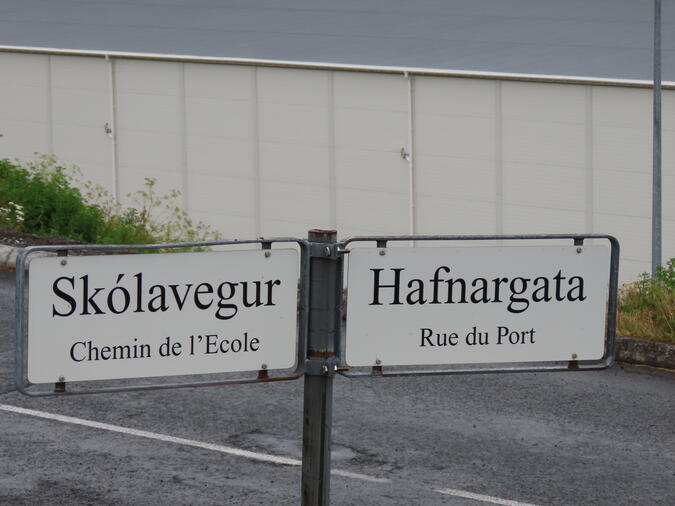 Skólavegur
Chemin de l'Ecole
Hafnargata
Rue du Port